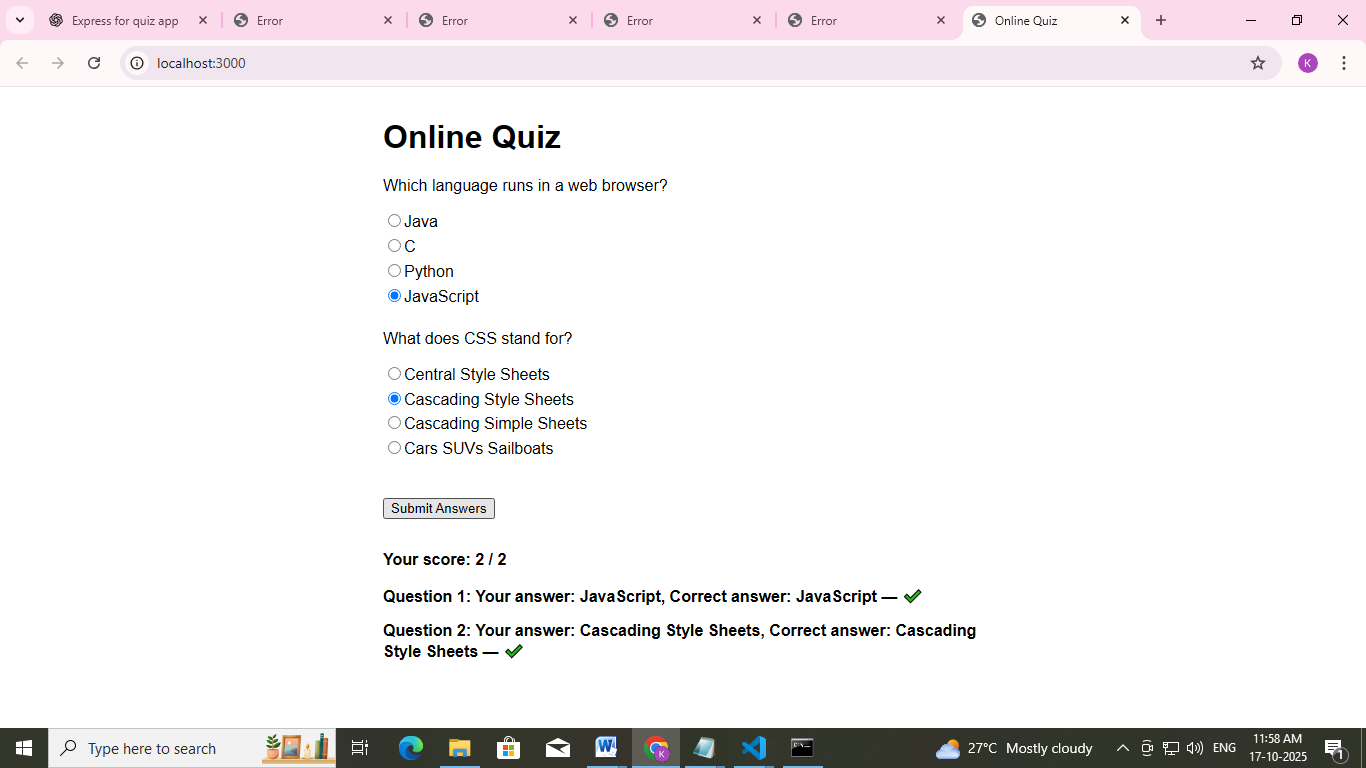 Express for quiz app
Error
Error
Error
Error
Online Quiz
localhost:3000
K
Online Quiz
Which language runs in a web browser?
Java
C
Python
JavaScript
What does CSS stand for?
Central Style Sheets
Cascading Style Sheets
Cascading Simple Sheets
Cars SUVs Sailboats
Submit Answers
Your score: 2 / 2
Question 1: Your answer: JavaScript, Correct answer: JavaScript — ✔
Question 2: Your answer: Cascading Style Sheets, Correct answer: Cascading
Style Sheets — ✔
Type here to search
W
K
27°C Mostly cloudy
ENG
11:58 AM
17-10-2025
1